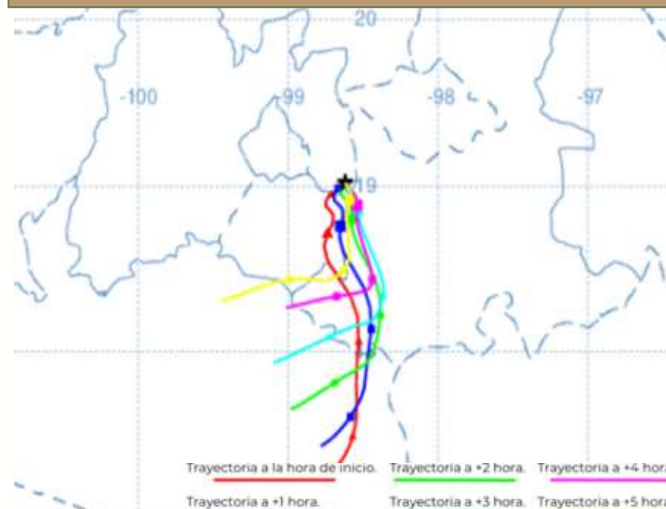 20
-100 -99 -98 -97
19
Trayectoria a la hora de inicio. Trayectoria a +2 hora. Trayectoria a +4 hora
Trayectoria a +1 hora. Trayectoria a +3 hora. Trayectoria a +5 hora